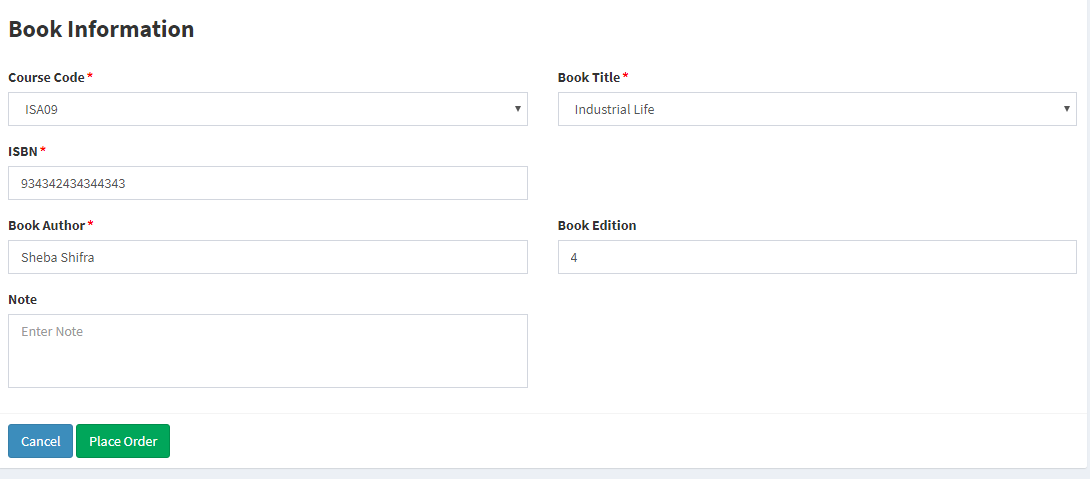 Book Information
Course Code *
Book Title *
ISA09
Industrial Life
ISBN *
934342434344343
Book Author *
Book Edition
Sheba Shifra
4
Note
Enter Note
Cancel
Place Order